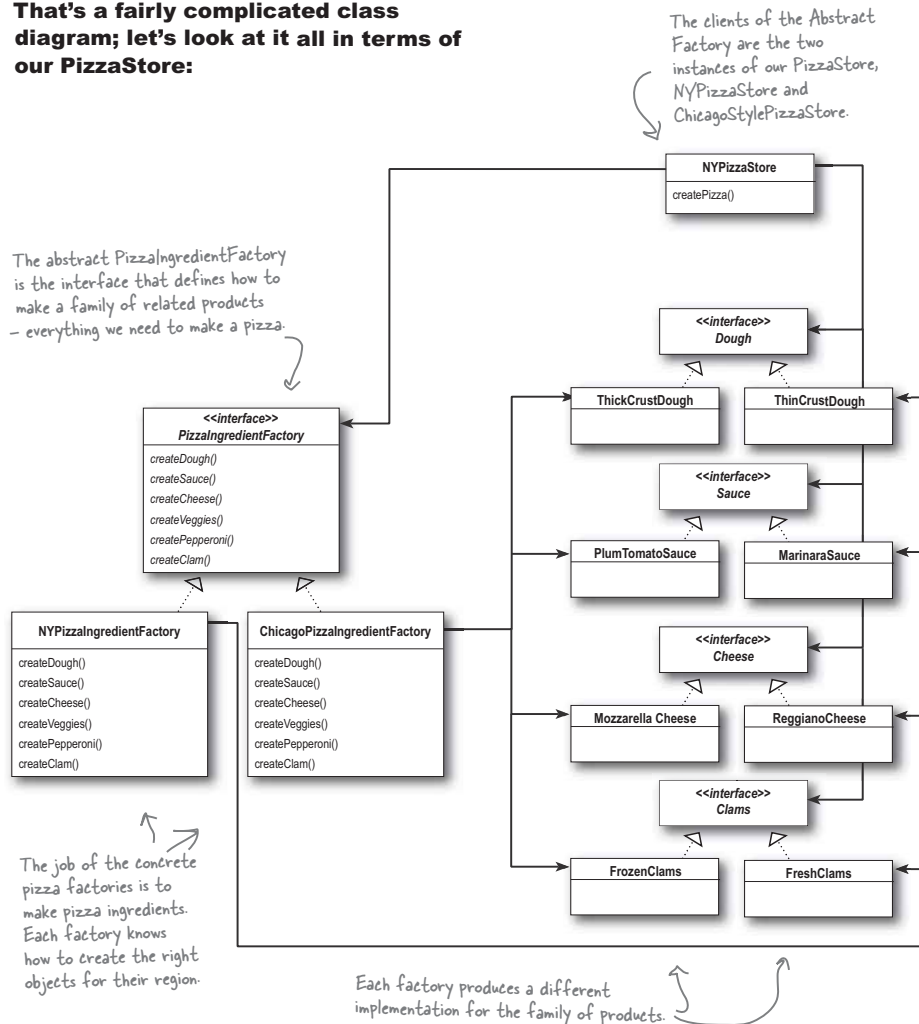 That's a fairly complicated class
diagram; let's look at it all in terms of
our PizzaStore:
The clients of the Abstract
Factory are the two
instances of our PizzaStore,
NYPizzaStore and
ChicagoStylePizzaStore.
NYPizzaStore
createPizza()
The abstract PizzaIngredientFactory
is the interface that defines how to
make a family of related products
– everything we need to make a pizza.
<<interface>>
PizzaIngredientFactory
createDough()
createSauce()
createCheese()
createVeggies()
createPepperoni()
createClam()
NYPizzaIngredientFactory
createDough()
createSauce()
createCheese()
createVeggies()
createPepperoni()
createClam()
ChicagoPizzaIngredientFactory
createDough()
createSauce()
createCheese()
createVeggies()
createPepperoni()
createClam()
<<interface>>
Dough
ThickCrustDough
ThinCrustDough
<<interface>>
Sauce
PlumTomatoSauce
MarinaraSauce
<<interface>>
Cheese
Mozzarella Cheese
ReggianoCheese
<<interface>>
Clams
FrozenClams
FreshClams
The job of the concrete
pizza factories is to
make pizza ingredients.
Each factory knows
how to create the right
objects for their region.
Each factory produces a different
implementation for the family of products.